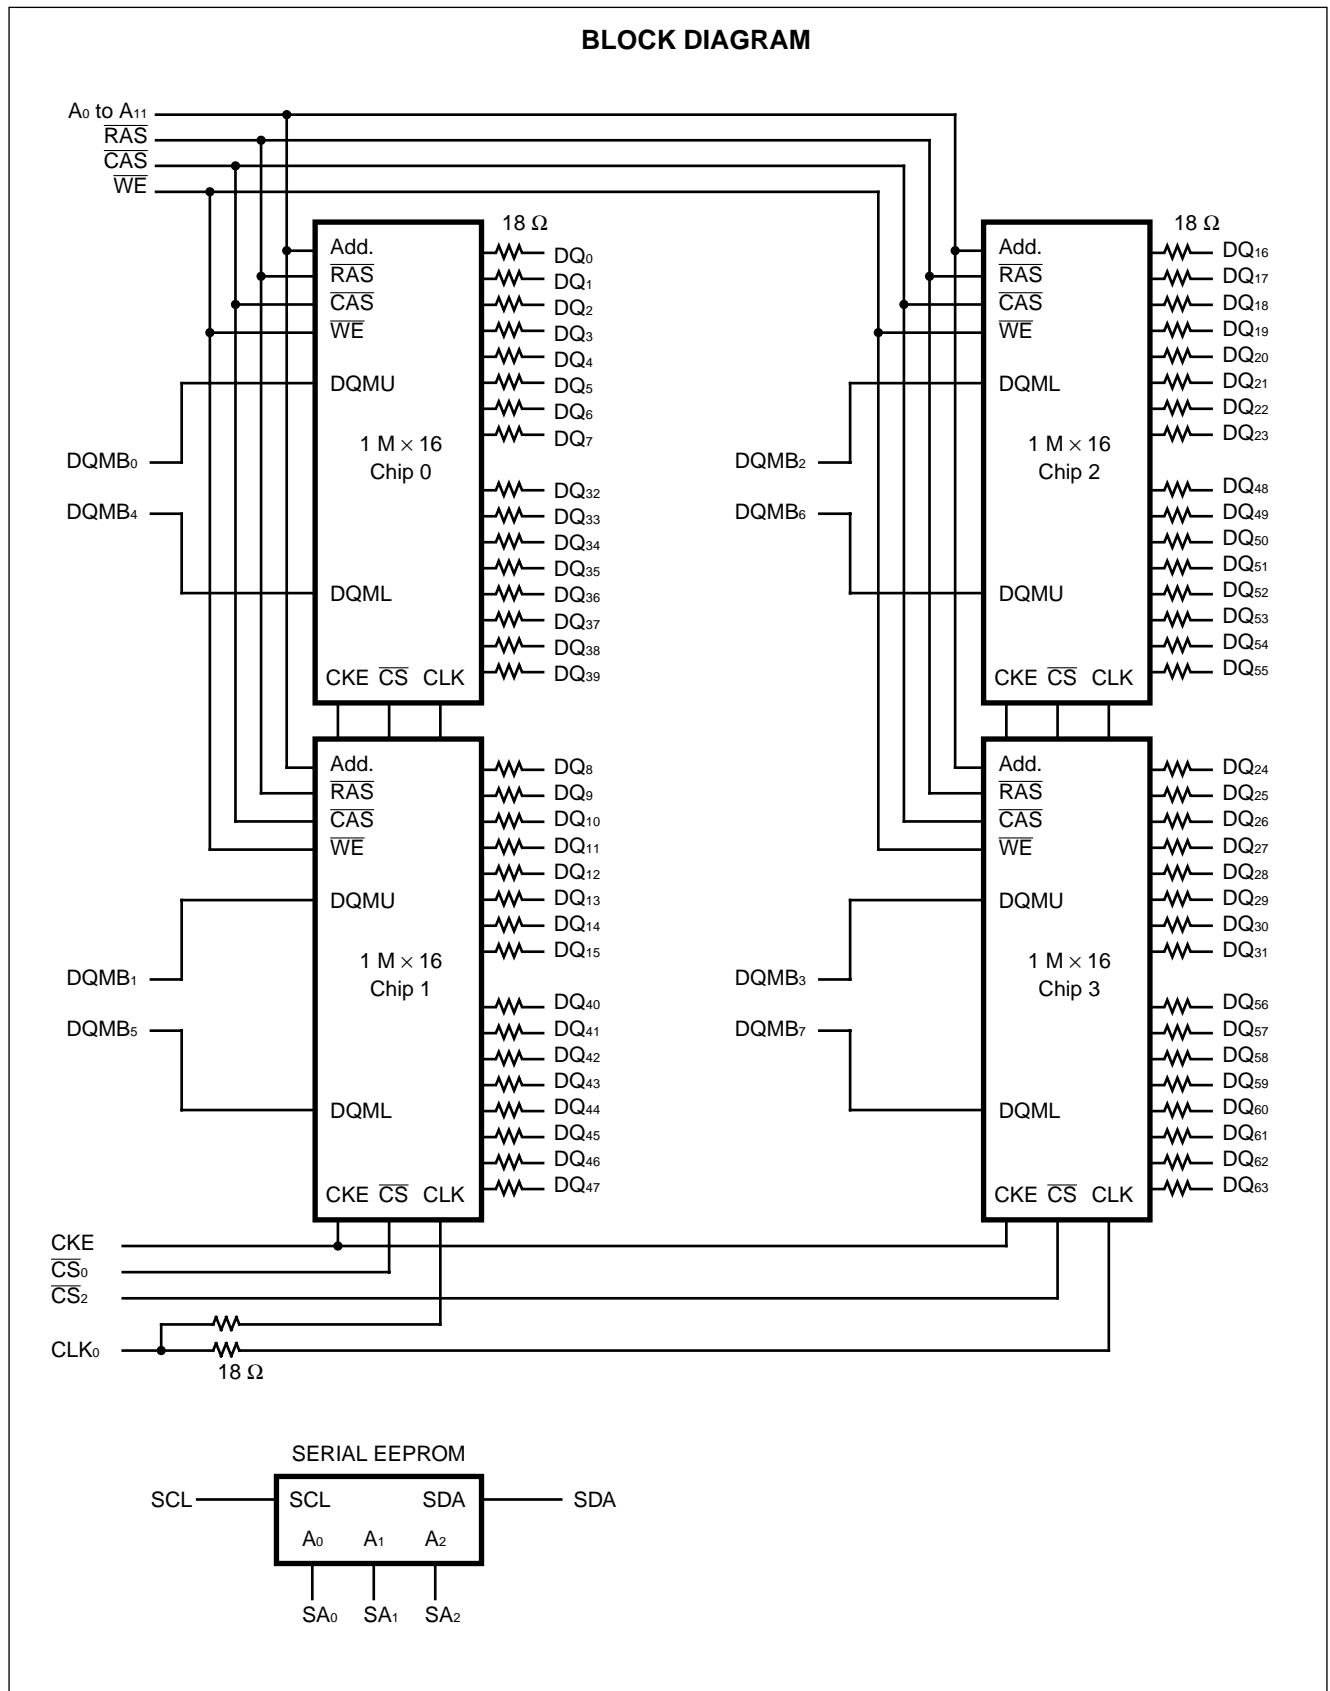 BLOCK DIAGRAM
A0 to A11
RAS
CAS
WE
18 Ω
Add.
RAS
CAS
WE
DQMU
1 M × 16
Chip 0
DQML
CKE CS CLK
DQMB0
DQMB4
DQ0
DQ1
DQ2
DQ3
DQ4
DQ5
DQ6
DQ7
DQ32
DQ33
DQ34
DQ35
DQ36
DQ37
DQ38
DQ39
18 Ω
Add.
RAS
CAS
WE
DQML
1 M × 16
Chip 2
DQMU
CKE CS CLK
DQMB2
DQMB6
DQ16
DQ17
DQ18
DQ19
DQ20
DQ21
DQ22
DQ23
DQ48
DQ49
DQ50
DQ51
DQ52
DQ53
DQ54
DQ55
Add.
RAS
CAS
WE
DQMU
1 M × 16
Chip 1
DQML
CKE CS CLK
DQMB1
DQMB5
DQ8
DQ9
DQ10
DQ11
DQ12
DQ13
DQ14
DQ15
DQ40
DQ41
DQ42
DQ43
DQ44
DQ45
DQ46
DQ47
Add.
RAS
CAS
WE
DQMU
1 M × 16
Chip 3
DQML
CKE CS CLK
DQMB3
DQMB7
DQ24
DQ25
DQ26
DQ27
DQ28
DQ29
DQ30
DQ31
DQ56
DQ57
DQ58
DQ59
DQ60
DQ61
DQ62
DQ63
CKE
CS0
CS2
CLK0
18 Ω
SERIAL EEPROM
SCL
SCL SDA
SDA
A0 A1 A2
SA0 SA1 SA2